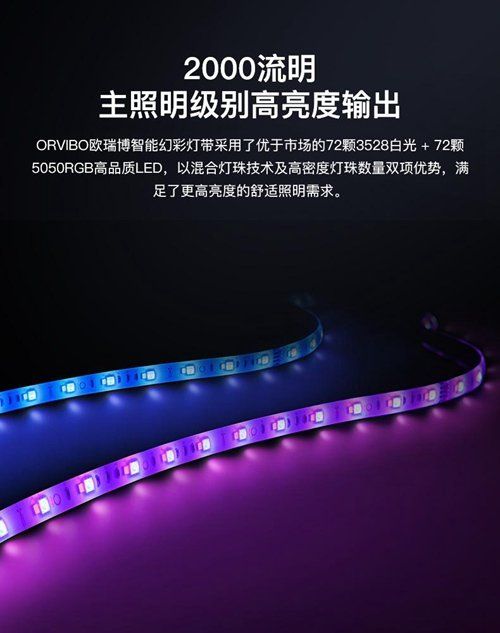 2000流明
主照明级别高亮度输出
ORVIBO欧瑞博智能幻彩灯带采用了优于市场的72颗3528白光 + 72颗
5050RGB高品质LED，以混合灯珠技术及高密度灯珠数量双项优势，满
足了更高亮度的舒适照明需求。